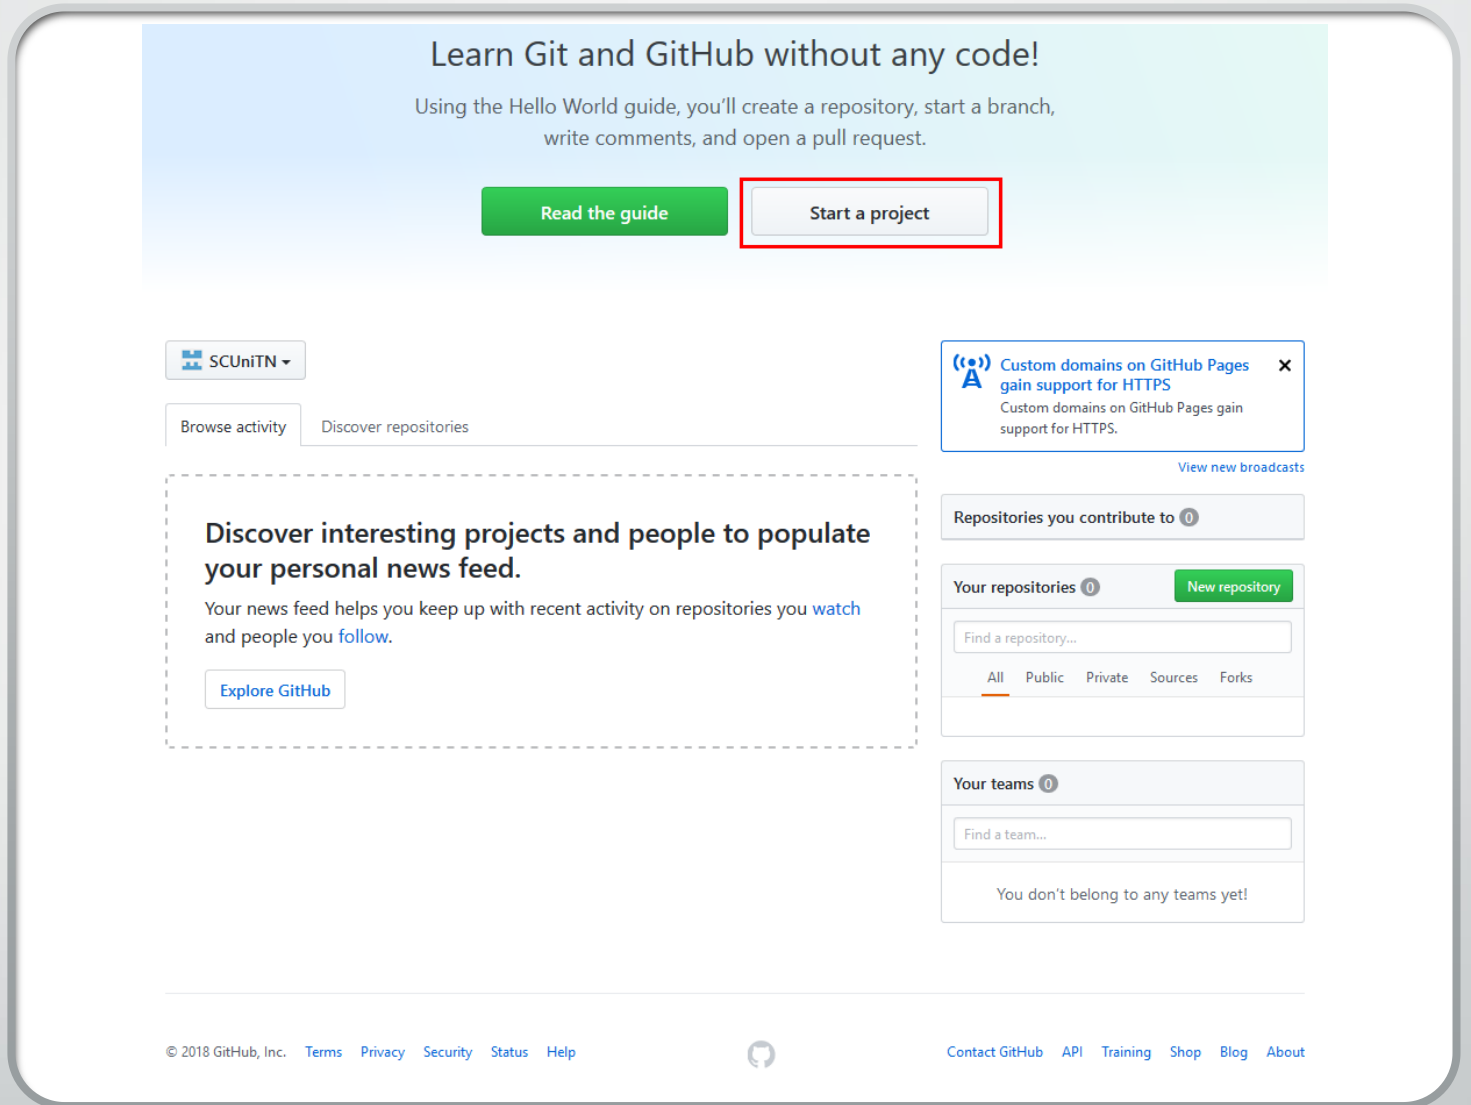 Learn Git and GitHub without any code!
Using the Hello World guide, you'll create a repository, start a branch,
write comments, and open a pull request.
Read the guide
Start a project
SCUniTN
Browse activity
Discover repositories
Discover interesting projects and people to populate
your personal news feed.
Your news feed helps you keep up with recent activity on repositories you watch
and people you follow.
Explore GitHub
Custom domains on GitHub Pages
gain support for HTTPS
Custom domains on GitHub Pages gain
support for HTTPS.
View new broadcasts
Repositories you contribute to 0
Your repositories 0
New repository
Find a repository...
All Public Private Sources Forks
Your teams 0
Find a team...
You don't belong to any teams yet!
© 2018 GitHub, Inc. Terms Privacy Security Status Help
Contact GitHub API Training Shop Blog About